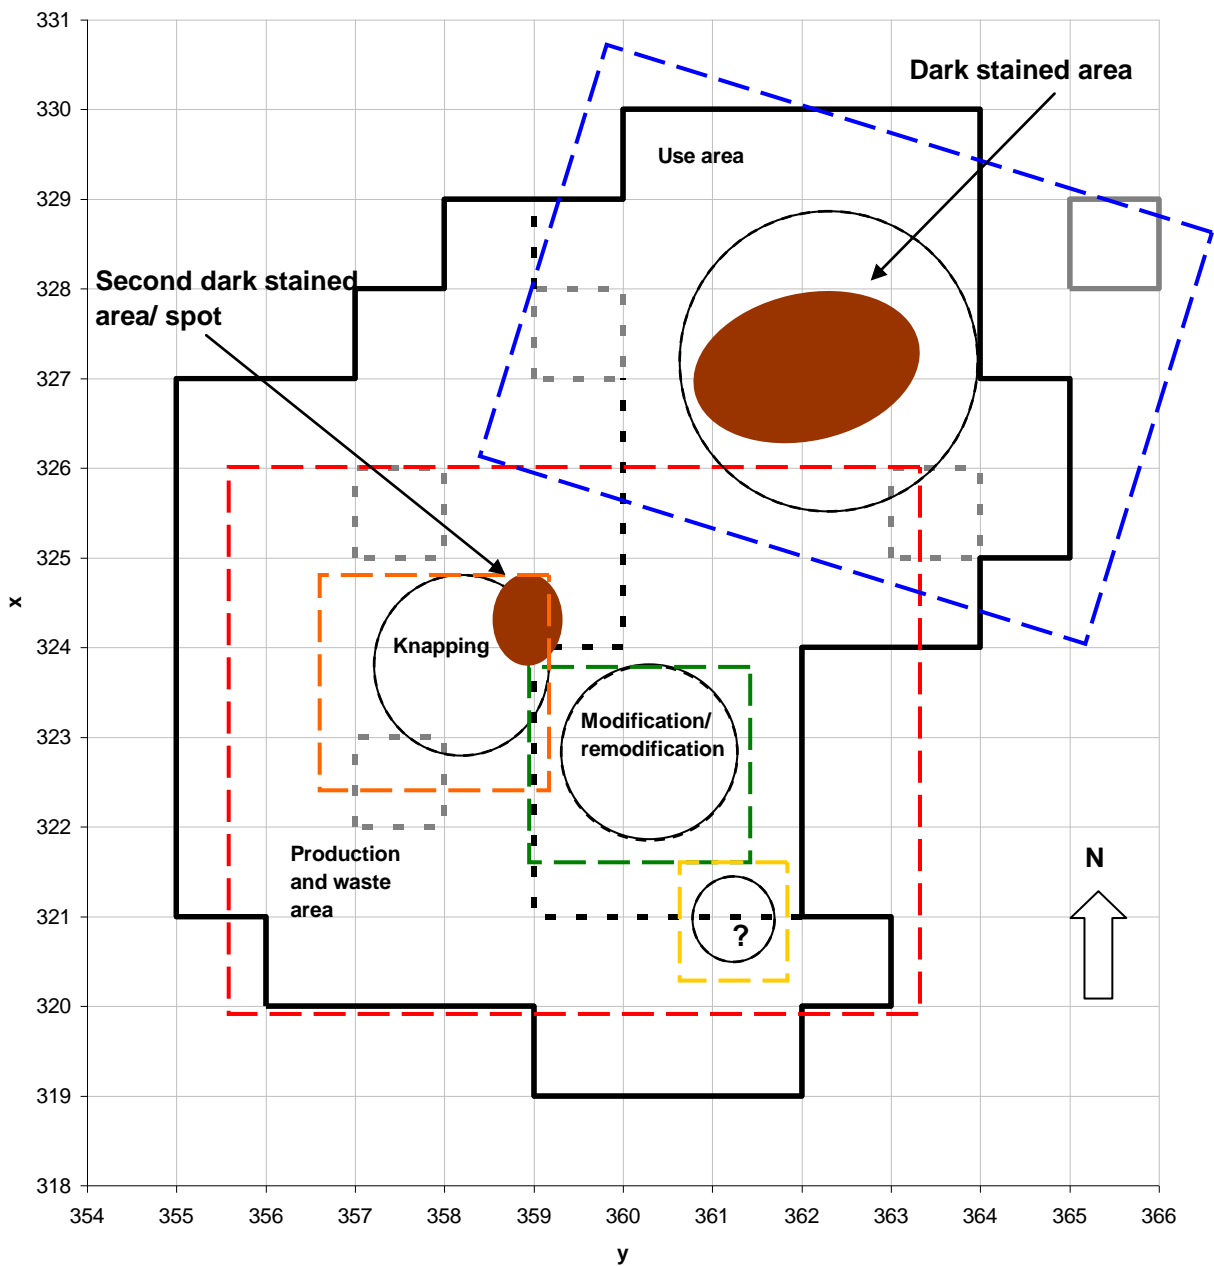 331
Dark stained area
330
Use area
329
Second dark stained
area/ spot
328
327
326
325
x
324
Knapping
Modification/
remodification
323
322
Production
and waste
area
N
321
?
320
319
318
354 355 356 357 358 359 360 361 362 363 364 365 366
y